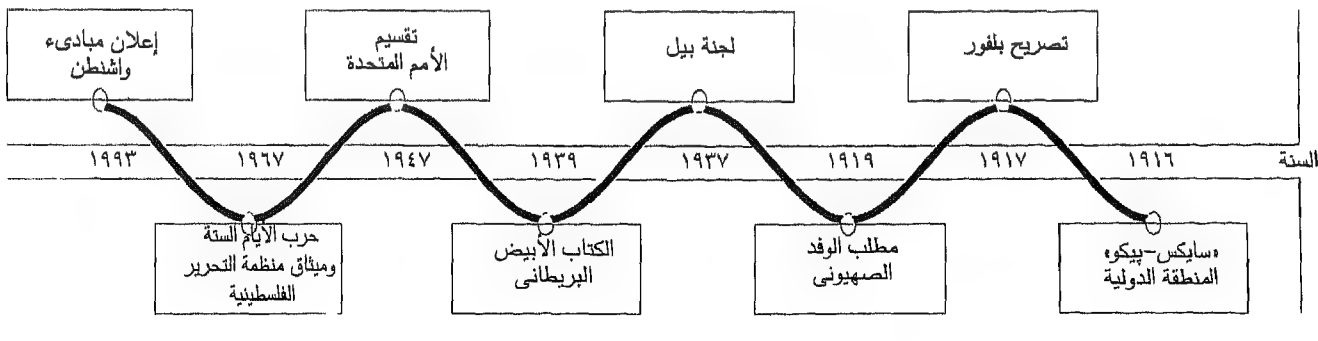 تصريح بلفور
لجنة بيل
تقسيم
الأمم المتحدة
إعلان مبادىء
واشنطن
السنة ١٩١٦ ١٩١٧ ١٩١٩ ١٩٣٧ ١٩٣٩ ١٩٤٧ ١٩٦٧ ١٩٩٣
«سايكس-پيكو»
المنطقة الدولية
مطلب الوفد
الصهيونى
الكتاب الأبيض
البريطانى
حرب الأيام الستة
وميثاق منظمة التحرير
الفلسطينية